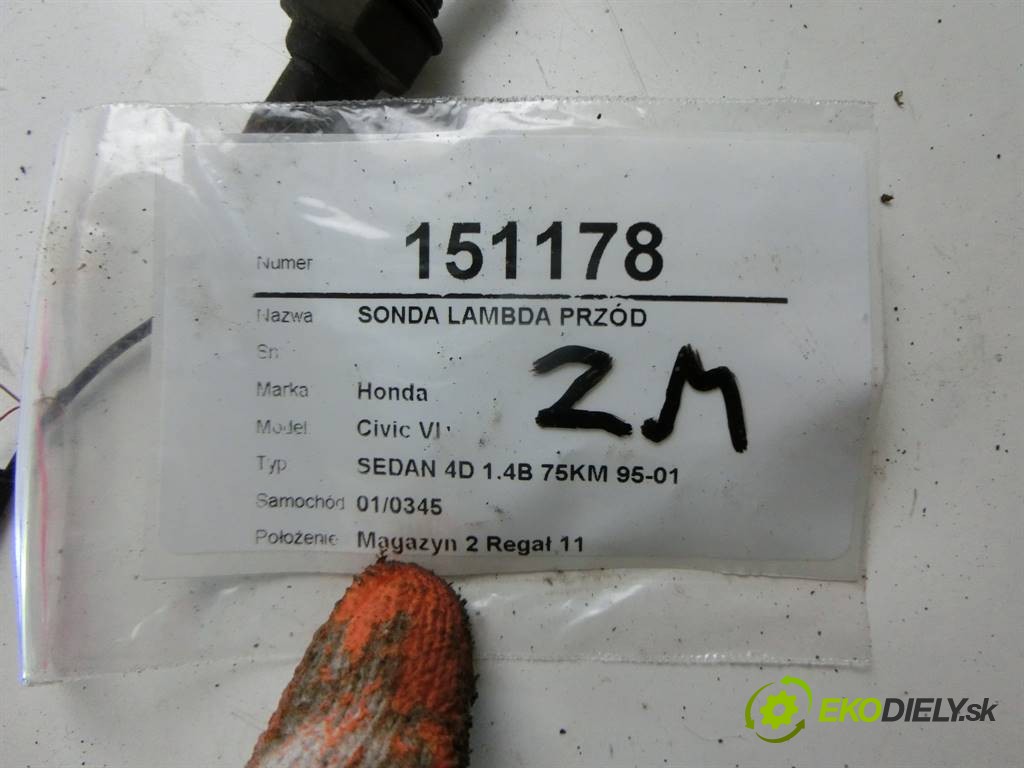 Numer 151178
Nazwa SONDA LAMBDA PRZÓD
Sn
Marka Honda
Model Civic VI
Typ SEDAN 4D 1.4B 75KM 95-01
Samochód 01/0345
Położenie Magazyn 2 Regał 11
2M
EKODIELY.sk